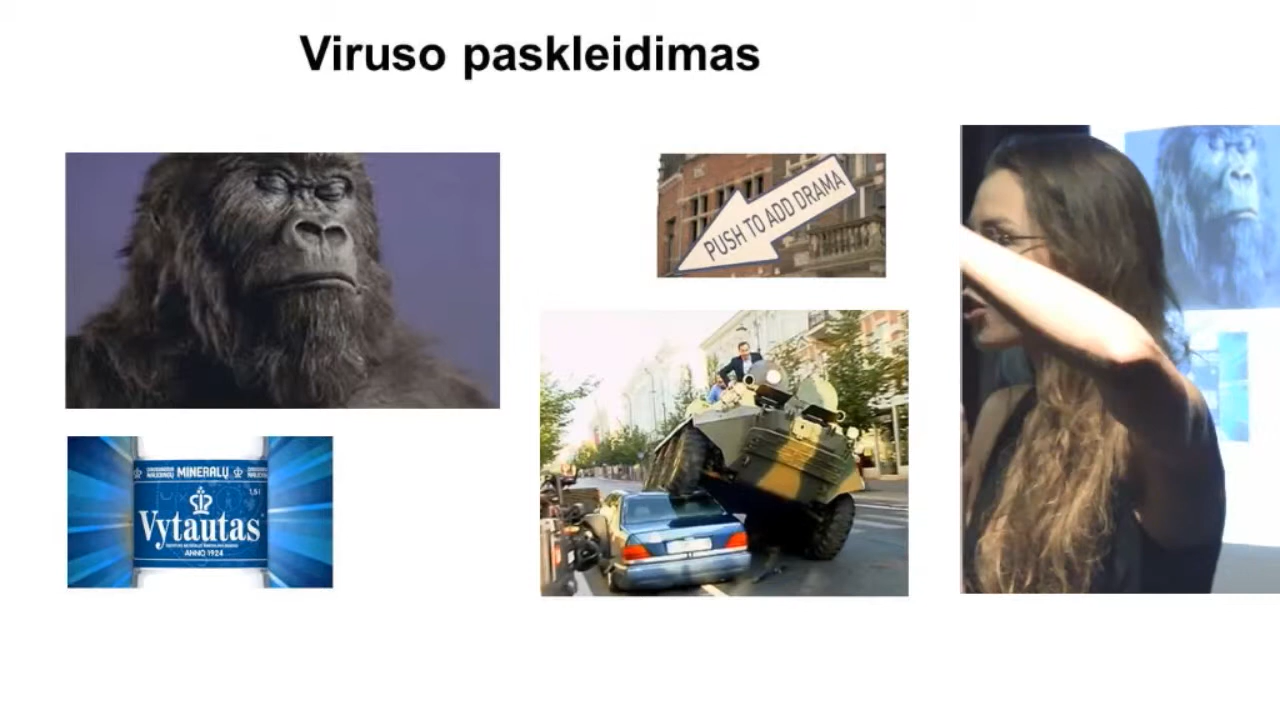 Viruso paskleidimas
PUSH TO ADD DRAMA
MINERALŲ
1,5 l
Vytautas
ANNO 1924